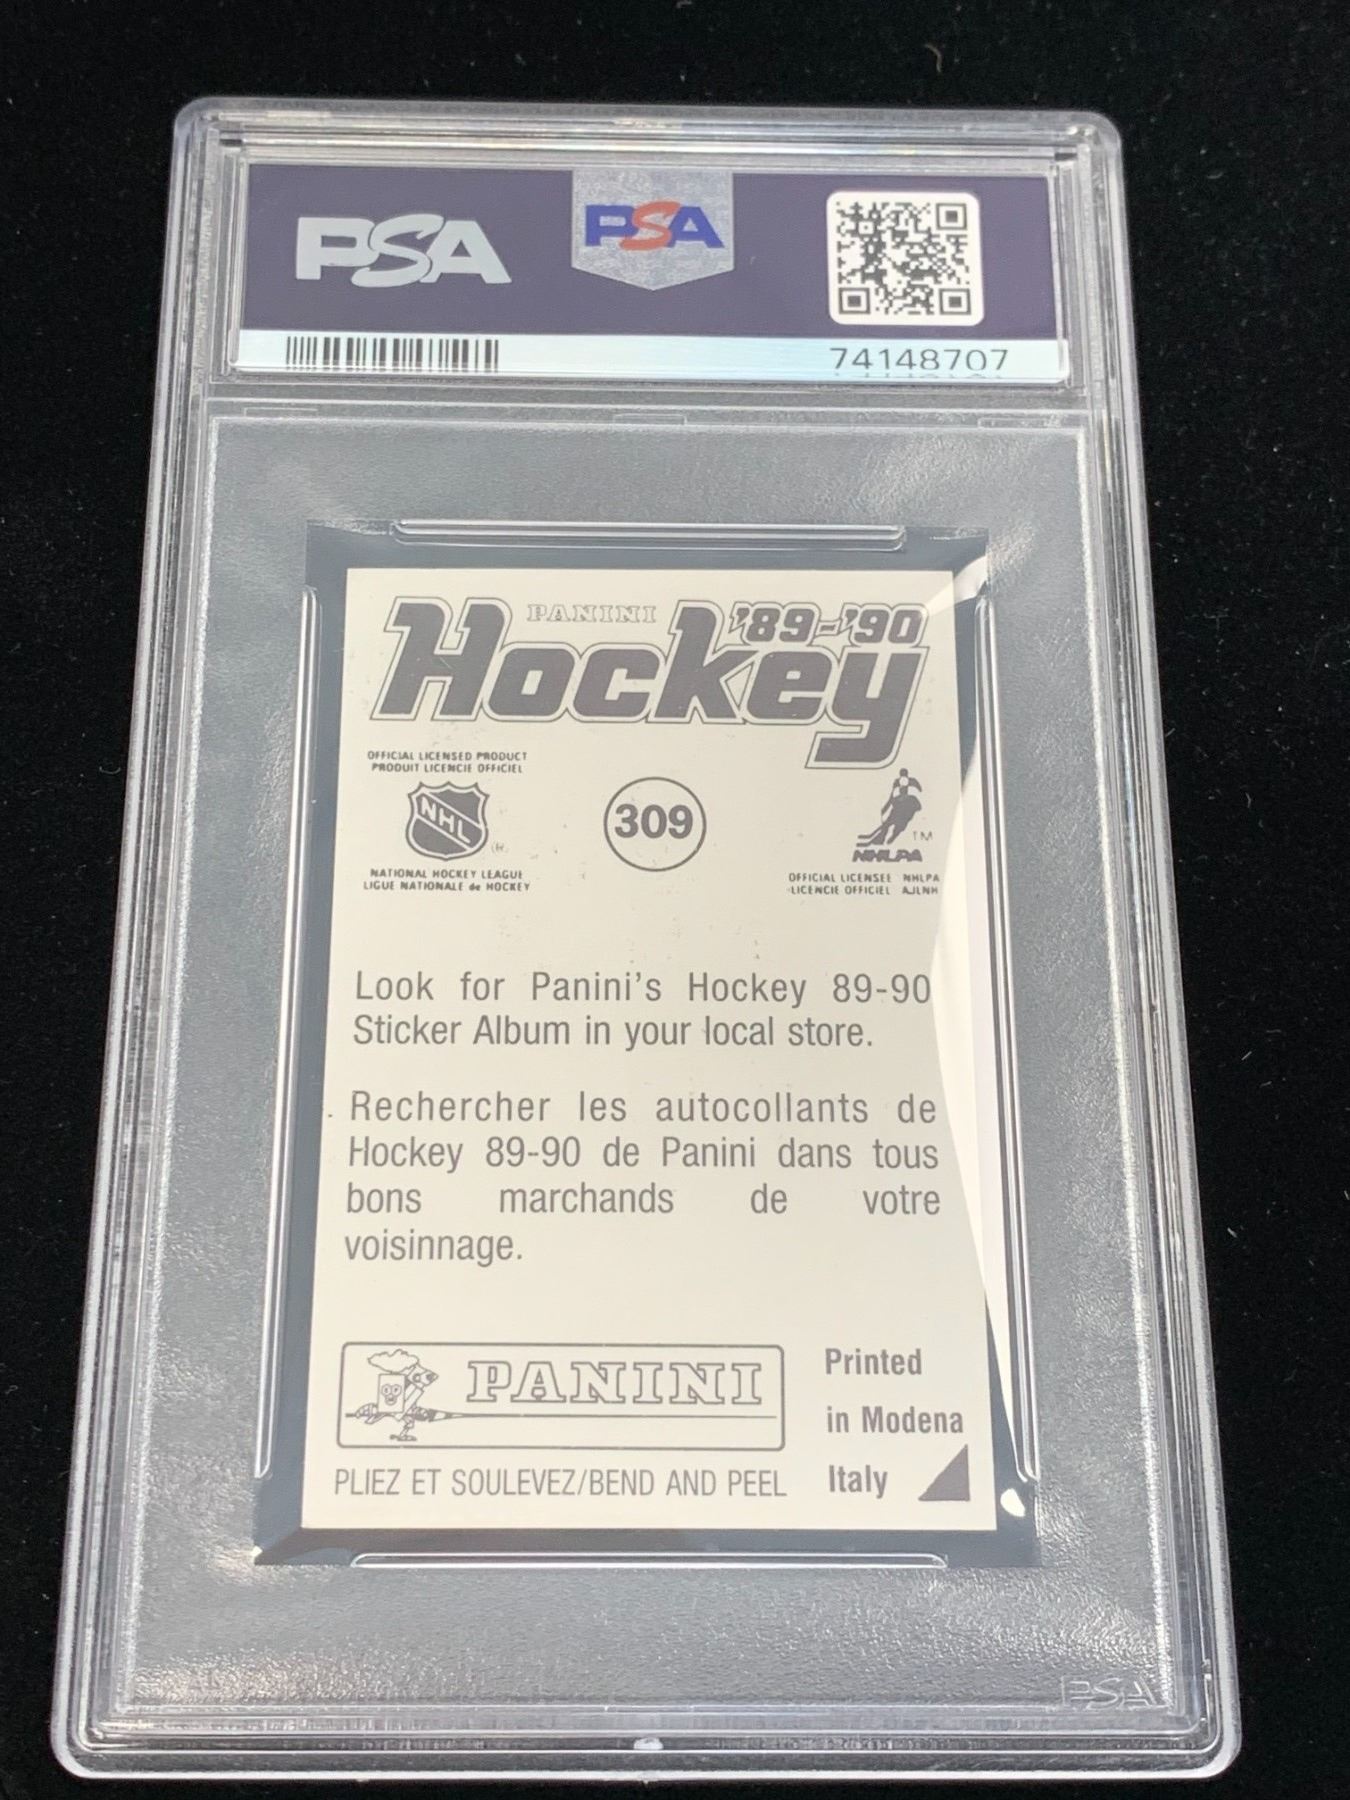 PSA
PSA
74148707
PANINI
Hockey '89-'90
OFFICIAL LICENSED PRODUCT
PRODUIT LICENCIE OFFICIEL
NHL
NATIONAL HOCKEY LEAGUE
LIGUE NATIONALE de HOCKEY
309
TM
NHLPA
OFFICIAL LICENSEE NHLPA
LICENCIE OFFICIEL AJLNH
Look for Panini's Hockey 89-90
Sticker Album in your local store.
Rechercher les autocollants de
Hockey 89-90 de Panini dans tous
bons marchands de votre
voisinnage.
PANINI
PLIEZ ET SOULEVEZ/BEND AND PEEL
Printed
in Modena
Italy
PSA